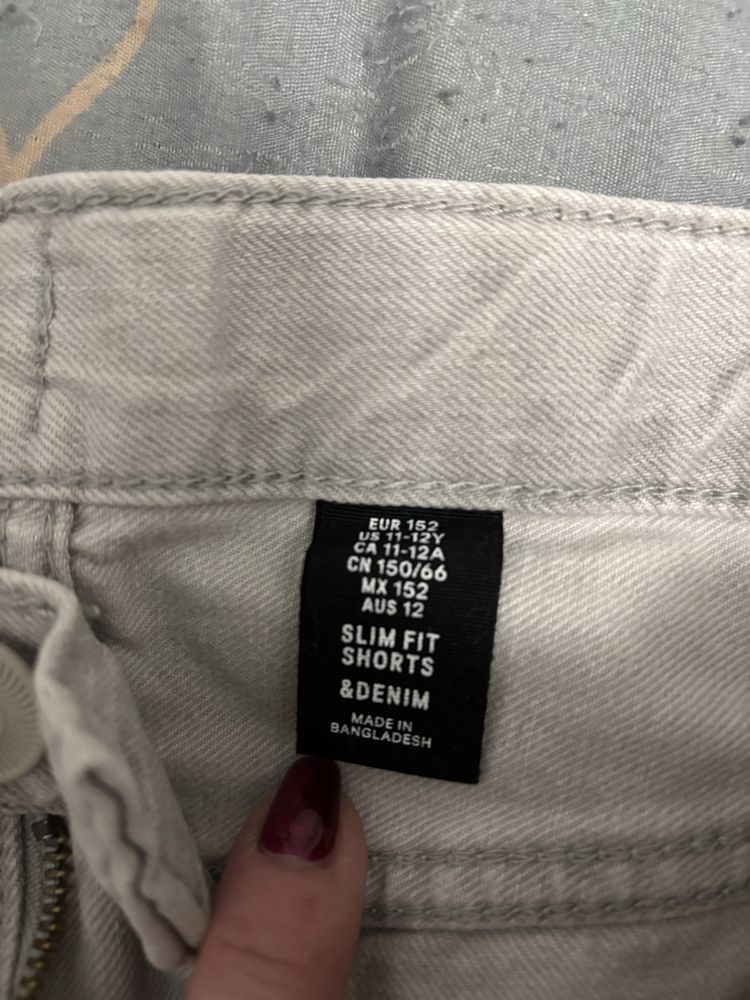 EUR 152
US 11-12Y
CA 11-12A
CN 150/66
MX 152
AUS 12
SLIM FIT
SHORTS
&DENIM
MADE IN
BANGLADESH